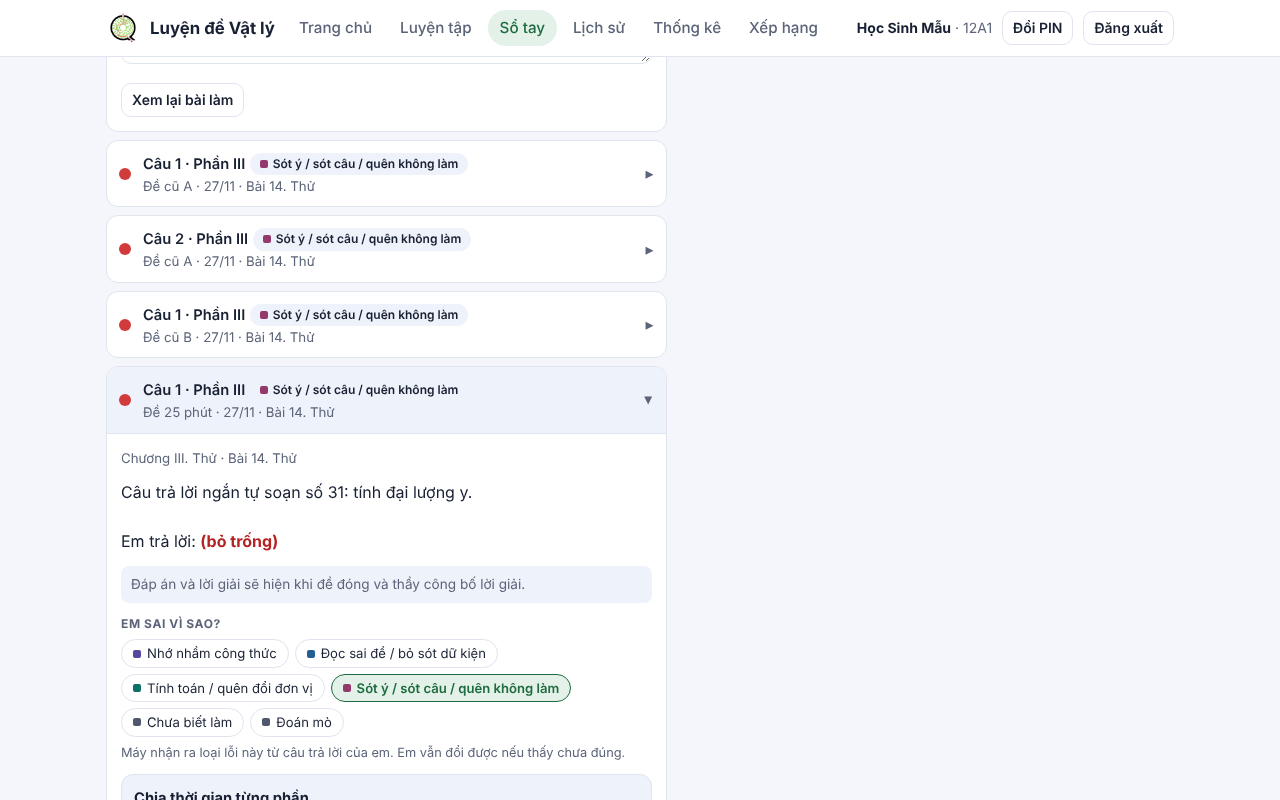 Luyện đề Vật lý
Trang chủ
Luyện tập
Sổ tay
Lịch sử
Thống kê
Xếp hạng
Học Sinh Mẫu · 12A1
Đổi PIN
Đăng xuất
Xem lại bài làm
Câu 1 · Phần III
Sót ý / sót câu / quên không làm
Đề cũ A · 27/11 · Bài 14. Thử
Câu 2 · Phần III
Sót ý / sót câu / quên không làm
Đề cũ A · 27/11 · Bài 14. Thử
Câu 1 · Phần III
Sót ý / sót câu / quên không làm
Đề cũ B · 27/11 · Bài 14. Thử
Câu 1 · Phần III
Sót ý / sót câu / quên không làm
Đề 25 phút · 27/11 · Bài 14. Thử
Chương III. Thử · Bài 14. Thử
Câu trả lời ngắn tự soạn số 31: tính đại lượng y.
Em trả lời: (bỏ trống)
Đáp án và lời giải sẽ hiện khi đề đóng và thầy công bố lời giải.
EM SAI VÌ SAO?
Nhớ nhầm công thức
Đọc sai đề / bỏ sót dữ kiện
Tính toán / quên đổi đơn vị
Sót ý / sót câu / quên không làm
Chưa biết làm
Đoán mò
Máy nhận ra loại lỗi này từ câu trả lời của em. Em vẫn đổi được nếu thấy chưa đúng.
Chia thời gian từng phần